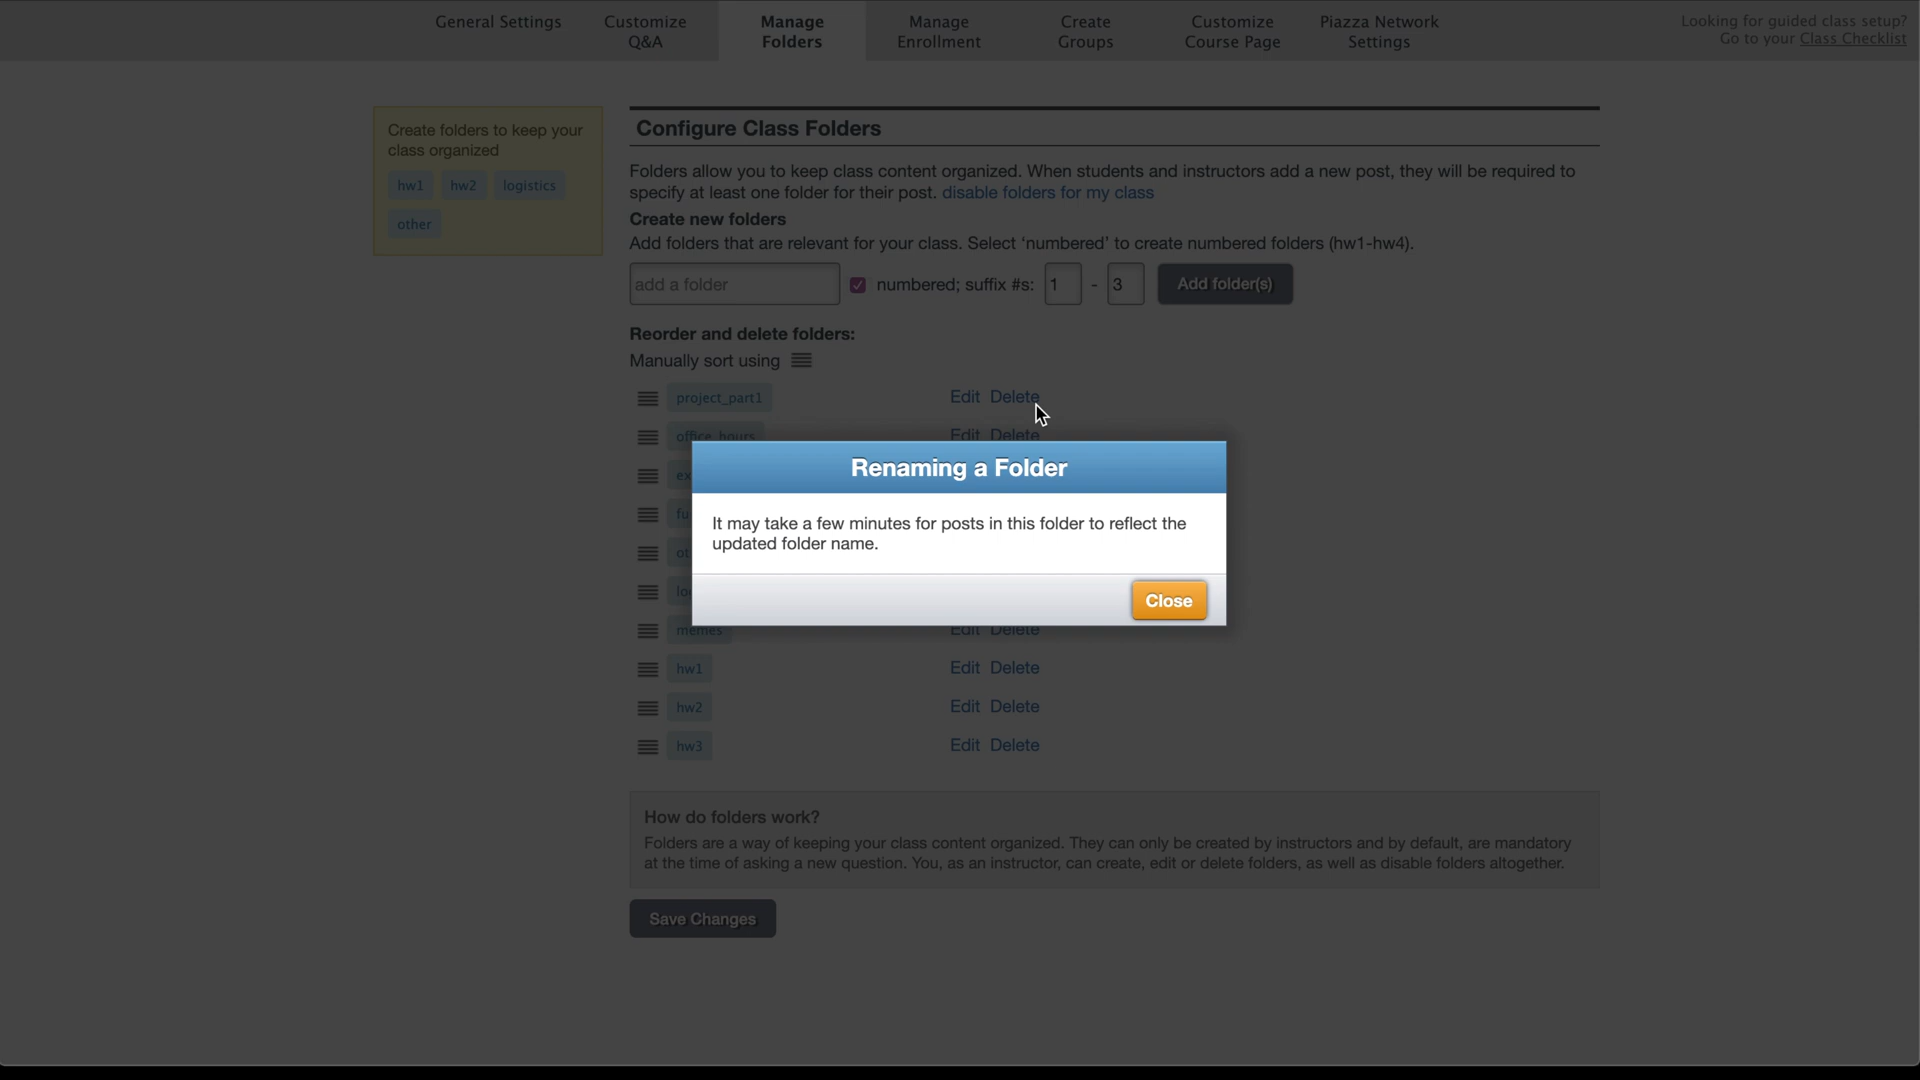 General Settings
Customize
Q&A
Manage
Folders
Manage
Enrollment
Create
Groups
Customize
Course Page
Piazza Network
Settings
Looking for guided class setup?
Go to your Class Checklist
Create folders to keep your
class organized
hw1 hw2 logistics
other
Configure Class Folders
Folders allow you to keep class content organized. When students and instructors add a new post, they will be required to
specify at least one folder for their post. disable folders for my class
Create new folders
Add folders that are relevant for your class. Select ‘numbered’ to create numbered folders (hw1-hw4).
add a folder numbered; suffix #s: 1 - 3 Add folder(s)
Reorder and delete folders:
Manually sort using
project_part1 Edit Delete
office_hours Edit Delete
Renaming a Folder
It may take a few minutes for posts in this folder to reflect the
updated folder name.
Close
memes Edit Delete
hw1 Edit Delete
hw2 Edit Delete
hw3 Edit Delete
How do folders work?
Folders are a way of keeping your class content organized. They can only be created by instructors and by default, are mandatory
at the time of asking a new question. You, as an instructor, can create, edit or delete folders, as well as disable folders altogether.
Save Changes